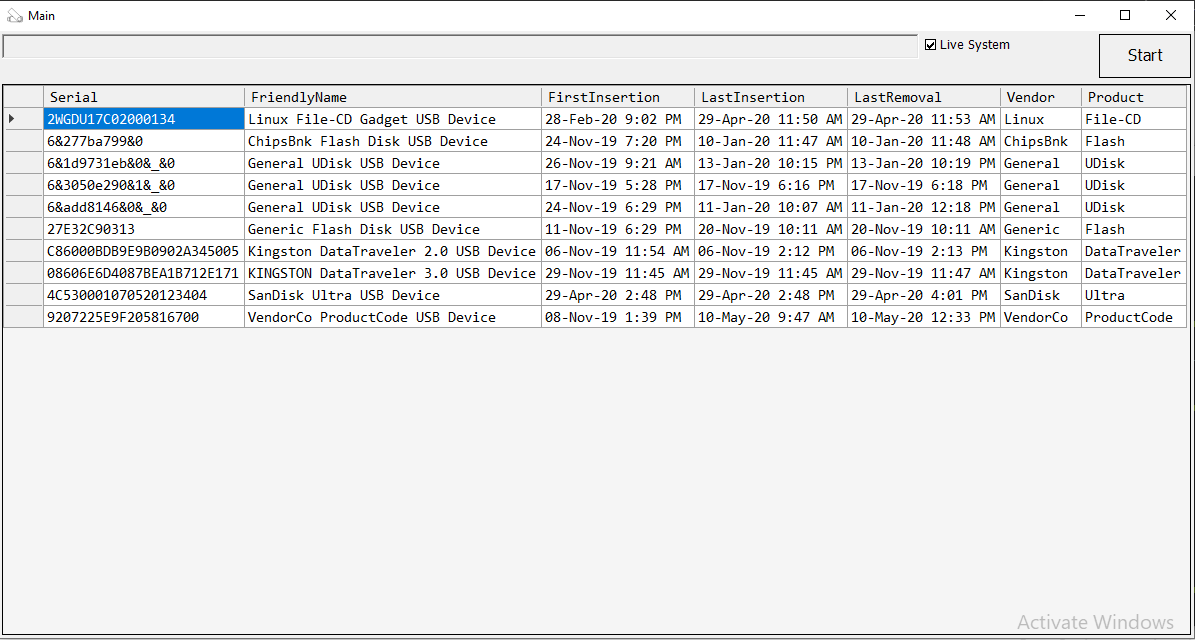 Main
Live System
Start
Serial FriendlyName FirstInsertion LastInsertion LastRemoval Vendor Product
2WGDU17C02000134 Linux File-CD Gadget USB Device 28-Feb-20 9:02 PM 29-Apr-20 11:50 AM 29-Apr-20 11:53 AM Linux File-CD
6&277ba799&0 ChipsBnk Flash Disk USB Device 24-Nov-19 7:20 PM 10-Jan-20 11:47 AM 10-Jan-20 11:48 AM ChipsBnk Flash
6&1d9731eb&0&_&0 General UDisk USB Device 26-Nov-19 9:21 AM 13-Jan-20 10:15 PM 13-Jan-20 10:19 PM General UDisk
6&3050e290&1&_&0 General UDisk USB Device 17-Nov-19 5:28 PM 17-Nov-19 6:16 PM 17-Nov-19 6:18 PM General UDisk
6&add8146&0&_&0 General UDisk USB Device 24-Nov-19 6:29 PM 11-Jan-20 10:07 AM 11-Jan-20 12:18 PM General UDisk
27E32C90313 Generic Flash Disk USB Device 11-Nov-19 6:29 PM 20-Nov-19 10:11 AM 20-Nov-19 10:11 AM Generic Flash
C86000BDB9E9B0902A345005 Kingston DataTraveler 2.0 USB Device 06-Nov-19 11:54 AM 06-Nov-19 2:12 PM 06-Nov-19 2:13 PM Kingston DataTraveler
08606E6D4087BEA1B712E171 KINGSTON DataTraveler 3.0 USB Device 29-Nov-19 11:45 AM 29-Nov-19 11:45 AM 29-Nov-19 11:47 AM Kingston DataTraveler
4C530001070520123404 SanDisk Ultra USB Device 29-Apr-20 2:48 PM 29-Apr-20 2:48 PM 29-Apr-20 4:01 PM SanDisk Ultra
9207225E9F205816700 VendorCo ProductCode USB Device 08-Nov-19 1:39 PM 10-May-20 9:47 AM 10-May-20 12:33 PM VendorCo ProductCode
Activate Windows